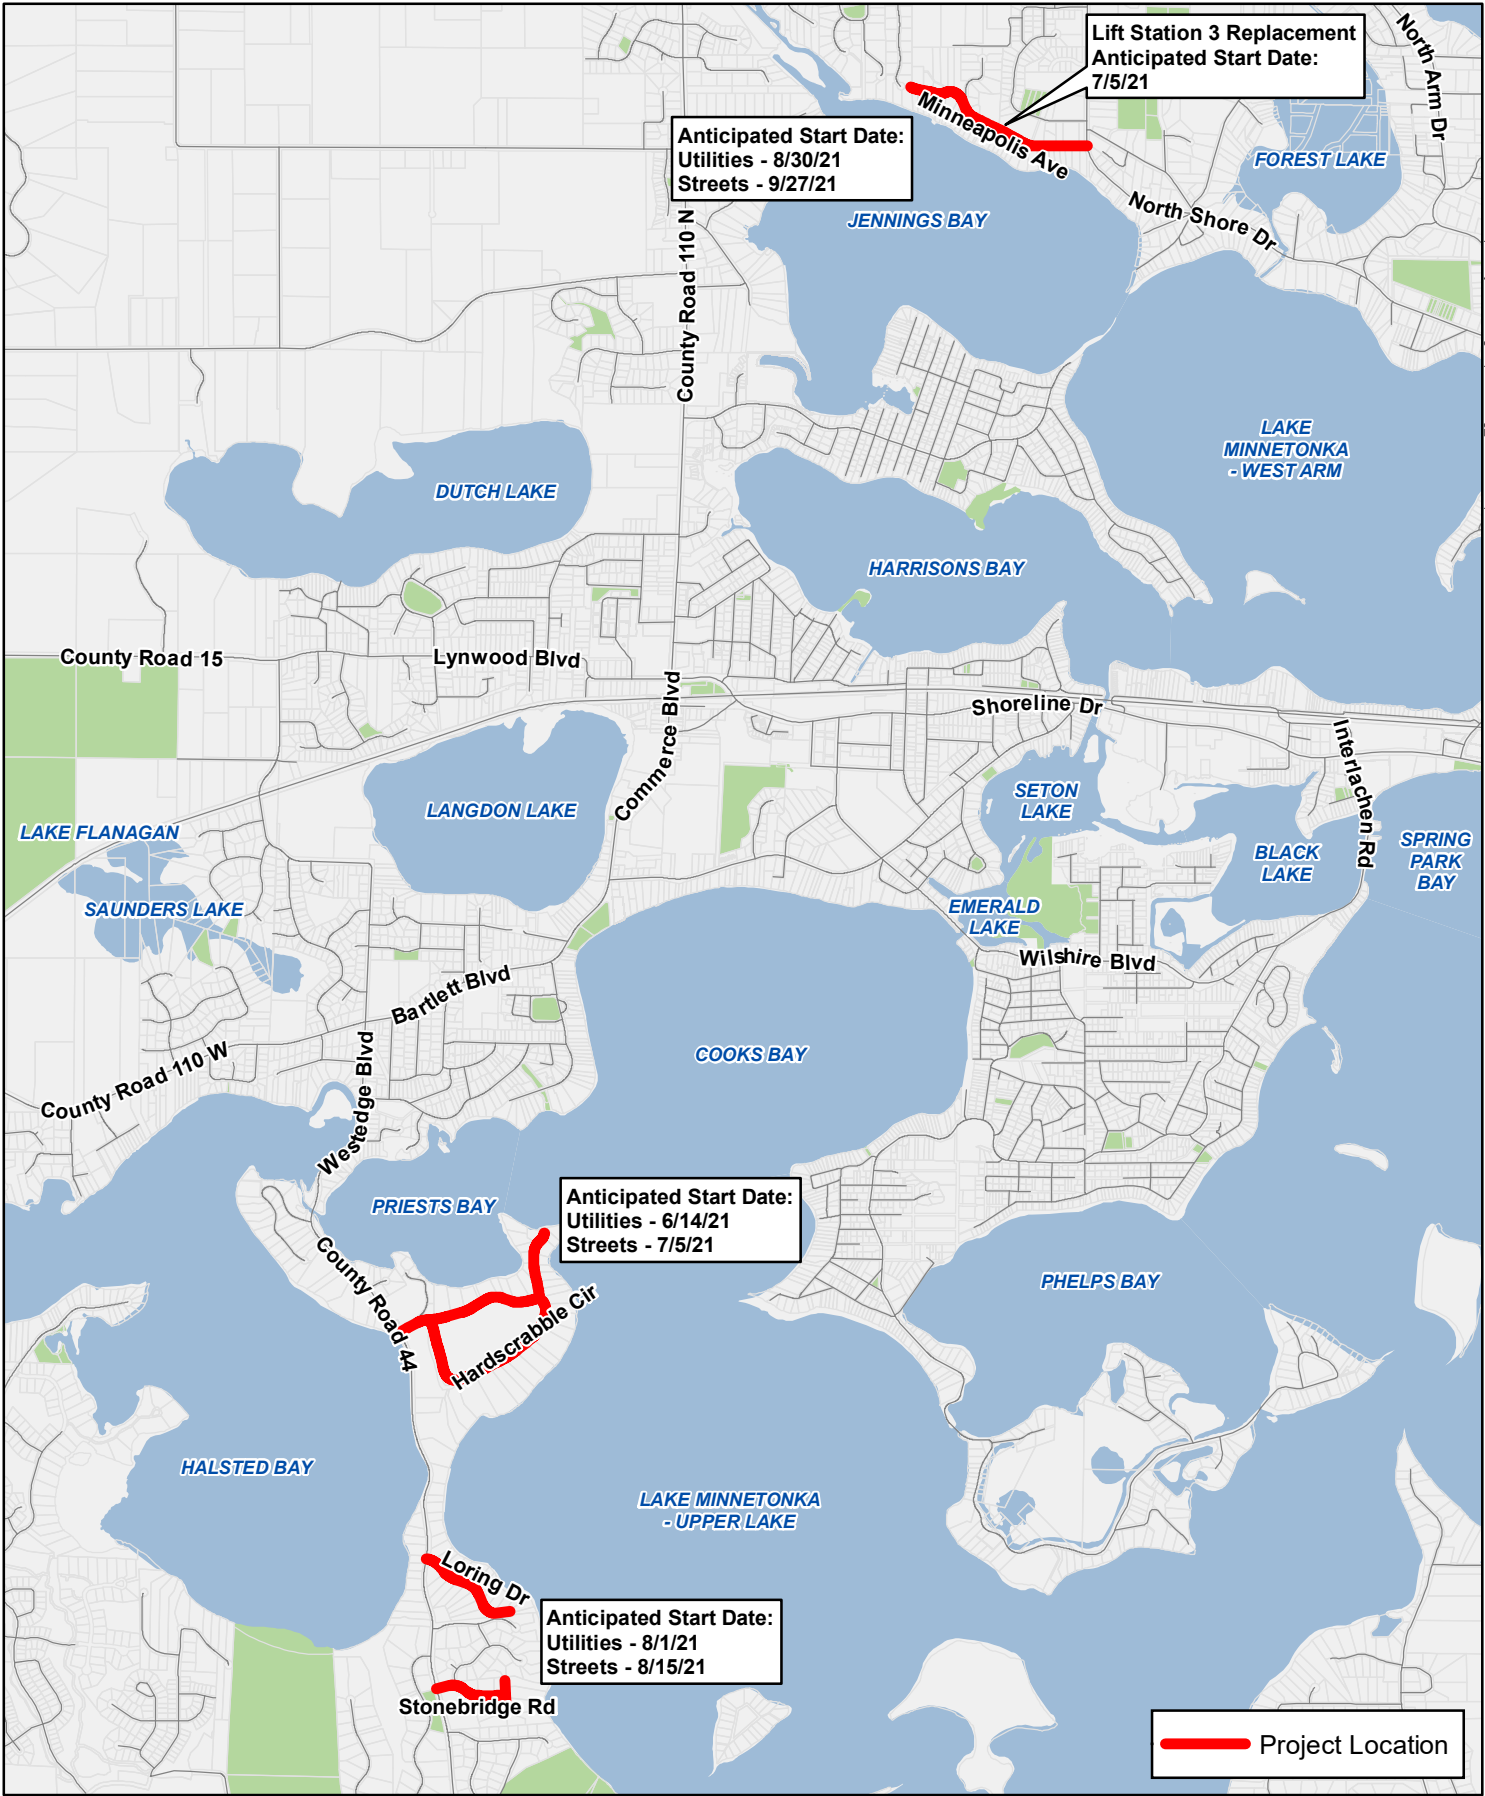 Lift Station 3 Replacement
Anticipated Start Date:
7/5/21
North Arm Dr
Minneapolis Ave
Anticipated Start Date:
Utilities - 8/30/21
Streets - 9/27/21
FOREST LAKE
JENNINGS BAY
North Shore Dr
County Road 110 N
LAKE
MINNETONKA
- WEST ARM
DUTCH LAKE
HARRISONS BAY
County Road 15
Lynwood Blvd
Commerce Blvd
Shoreline Dr
Interlachen Rd
LANGDON LAKE
SETON
LAKE
LAKE FLANAGAN
BLACK
LAKE
SPRING
PARK
BAY
SAUNDERS LAKE
EMERALD
LAKE
Wilshire Blvd
Bartlett Blvd
COOKS BAY
County Road 110 W
Westedge Blvd
PRIESTS BAY
Anticipated Start Date:
Utilities - 6/14/21
Streets - 7/5/21
County Road 44
Hardscrabble Cir
PHELPS BAY
HALSTED BAY
LAKE MINNETONKA
- UPPER LAKE
Loring Dr
Anticipated Start Date:
Utilities - 8/1/21
Streets - 8/15/21
Stonebridge Rd
Project Location